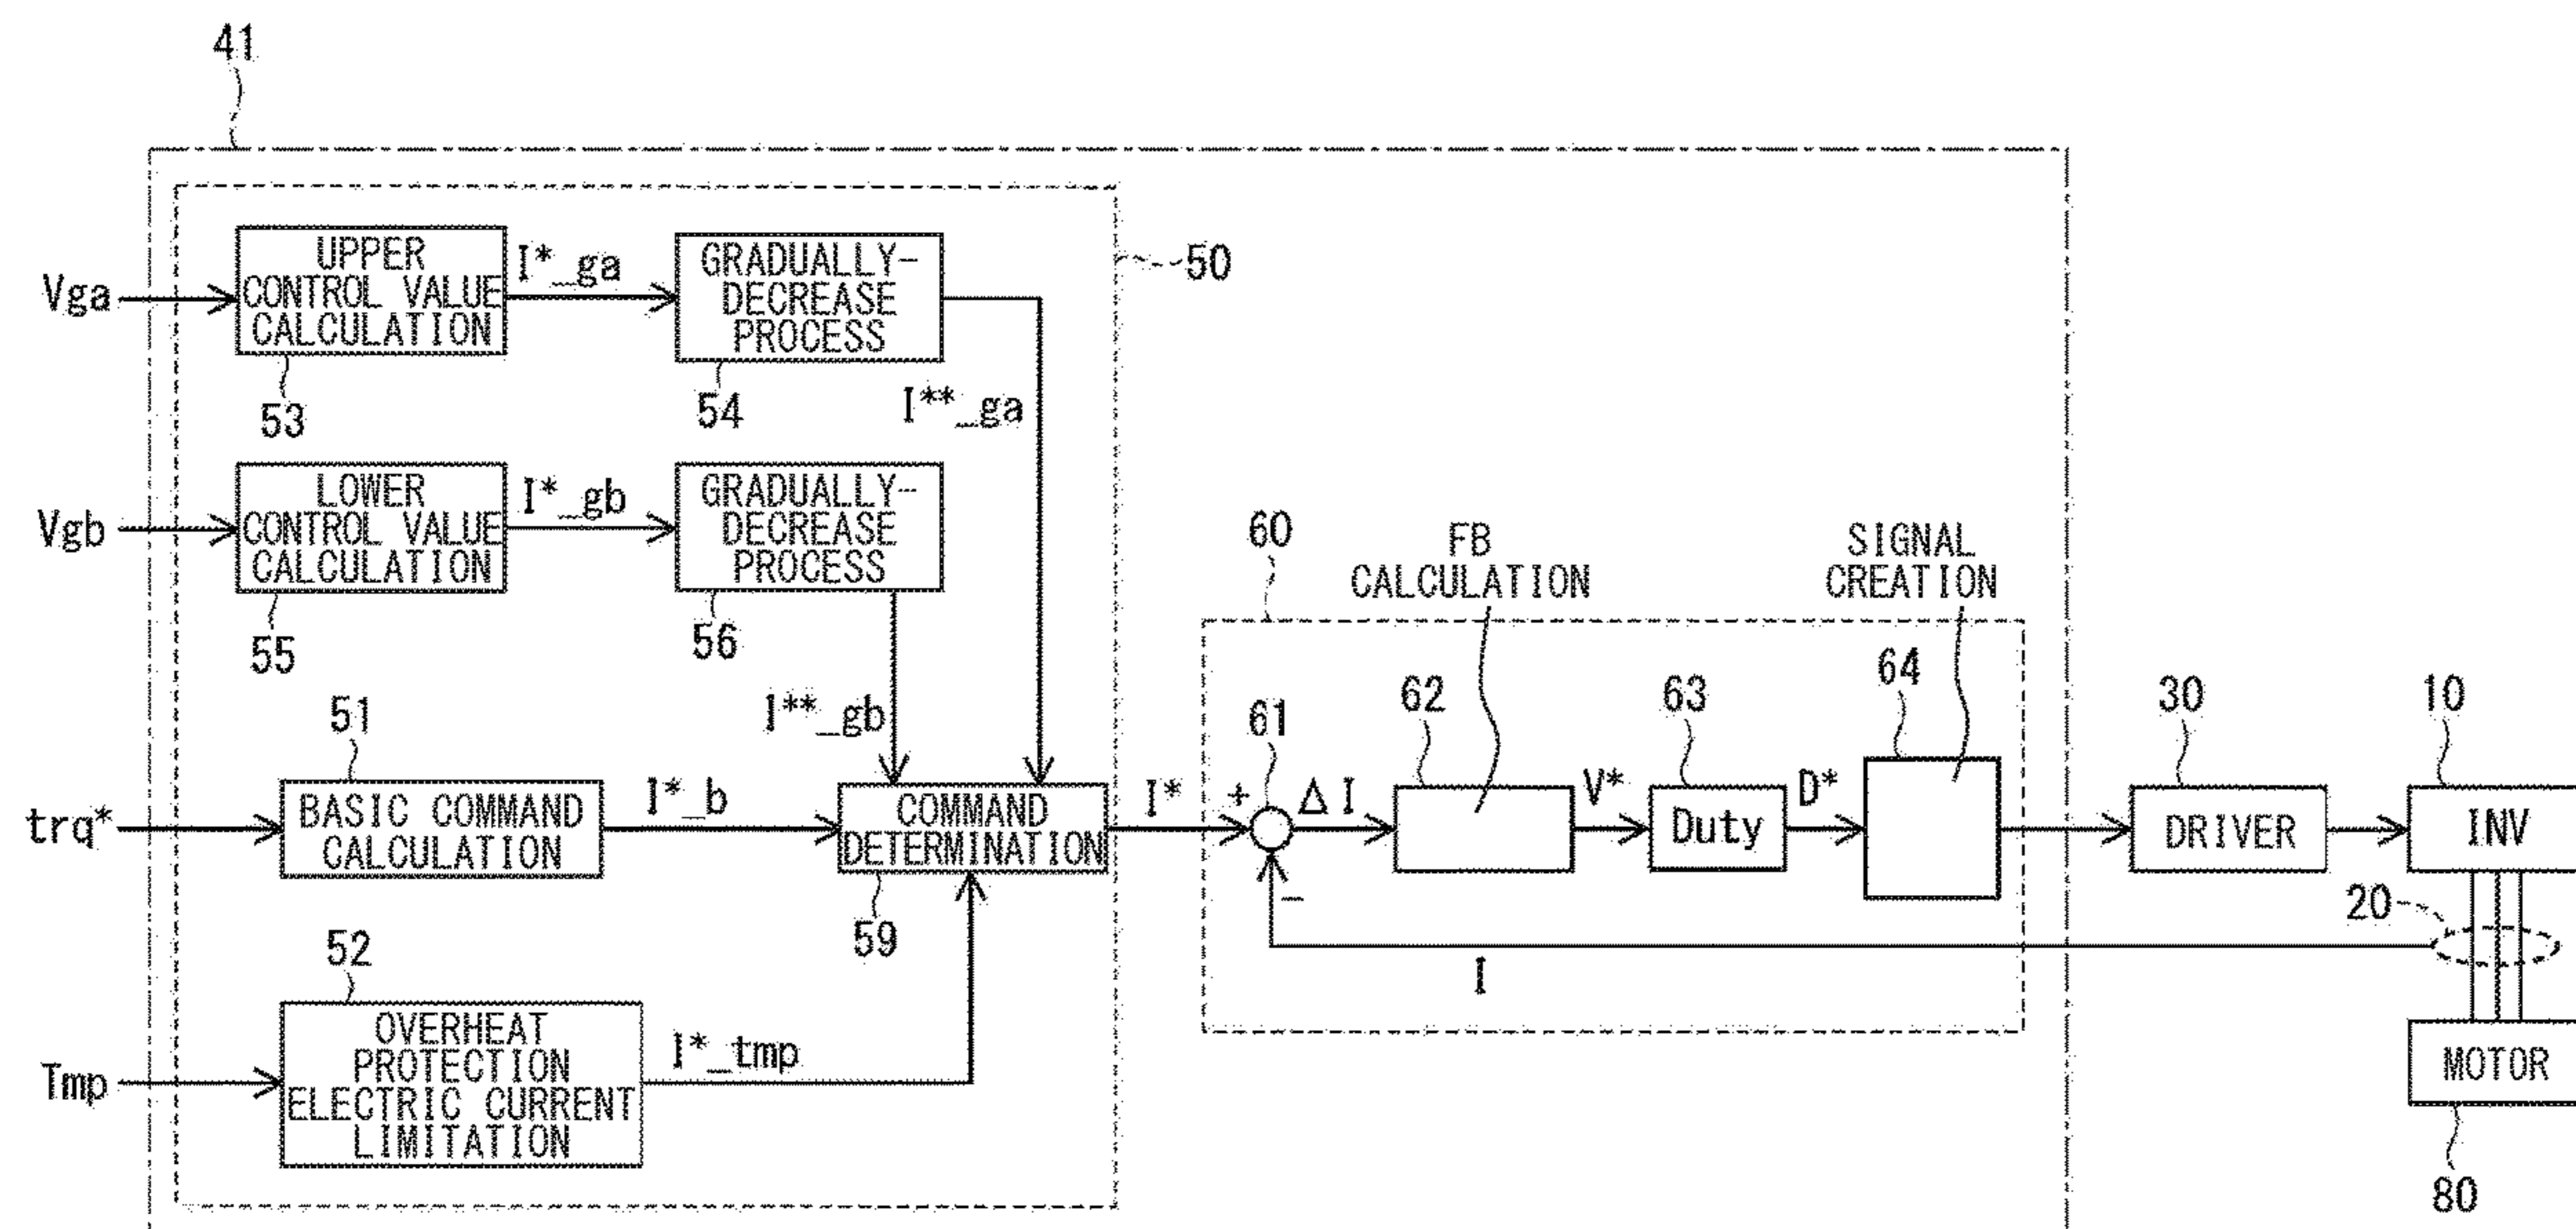 41
50
Vga
UPPER
CONTROL VALUE
CALCULATION
53
I*_ga
GRADUALLY-
DECREASE
PROCESS
54
I**_ga
Vgb
LOWER
CONTROL VALUE
CALCULATION
55
I*_gb
GRADUALLY-
DECREASE
PROCESS
56
I**_gb
trq*
51
BASIC COMMAND
CALCULATION
I*_b
COMMAND
DETERMINATION
59
Tmp
52
OVERHEAT
PROTECTION
ELECTRIC CURRENT
LIMITATION
I*_tmp
I*
60
61
+
-
ΔI
FB
CALCULATION
62
V*
63
Duty
D*
SIGNAL
CREATION
64
I
30
DRIVER
10
INV
20
MOTOR
80